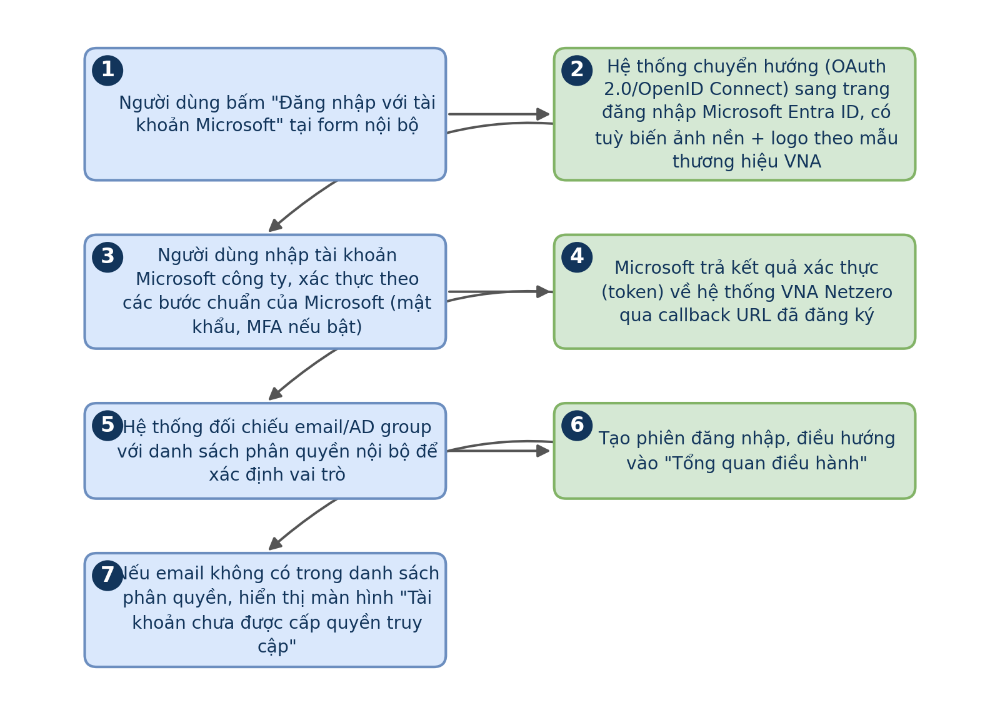 1
Người dùng bấm "Đăng nhập với tài
khoản Microsoft" tại form nội bộ
2
Hệ thống chuyển hướng (OAuth
2.0/OpenID Connect) sang trang
đăng nhập Microsoft Entra ID, có
tuỳ biến ảnh nền + logo theo mẫu
thương hiệu VNA
3
Người dùng nhập tài khoản
Microsoft công ty, xác thực theo
các bước chuẩn của Microsoft (mật
khẩu, MFA nếu bật)
4
Microsoft trả kết quả xác thực
(token) về hệ thống VNA Netzero
qua callback URL đã đăng ký
5
Hệ thống đối chiếu email/AD group
với danh sách phân quyền nội bộ để
xác định vai trò
6
Tạo phiên đăng nhập, điều hướng
vào "Tổng quan điều hành"
7
Nếu email không có trong danh sách
phân quyền, hiển thị màn hình "Tài
khoản chưa được cấp quyền truy
cập"